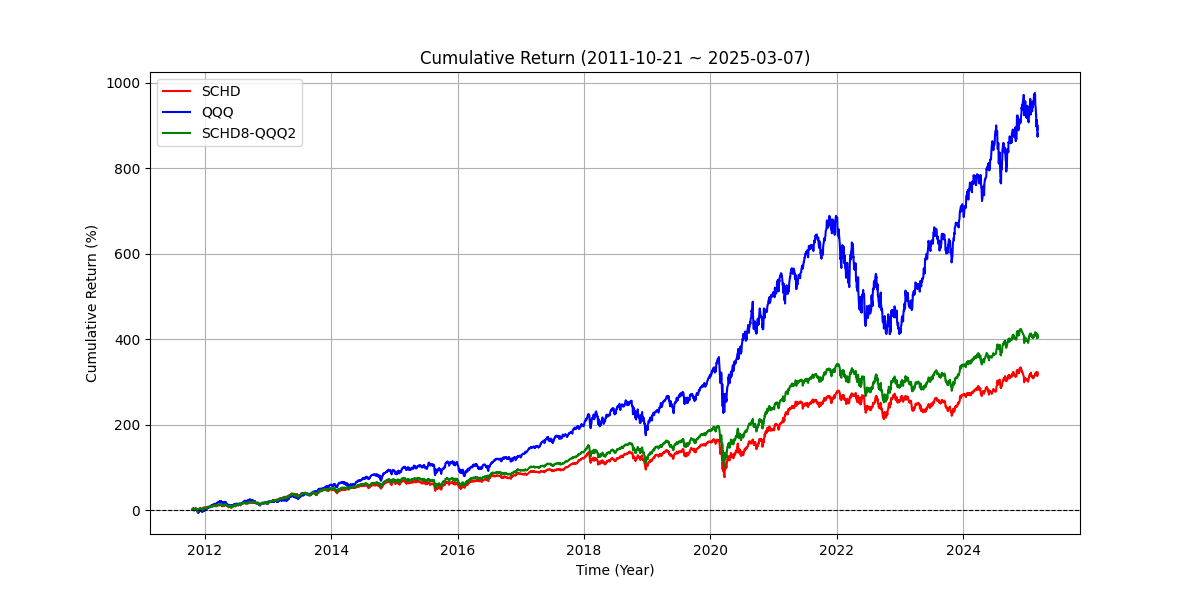 Cumulative Return (2011-10-21 ~ 2025-03-07)
SCHD
QQQ
SCHD8-QQQ2
Cumulative Return (%)
1000
800
600
400
200
0
2012 2014 2016 2018 2020 2022 2024
Time (Year)